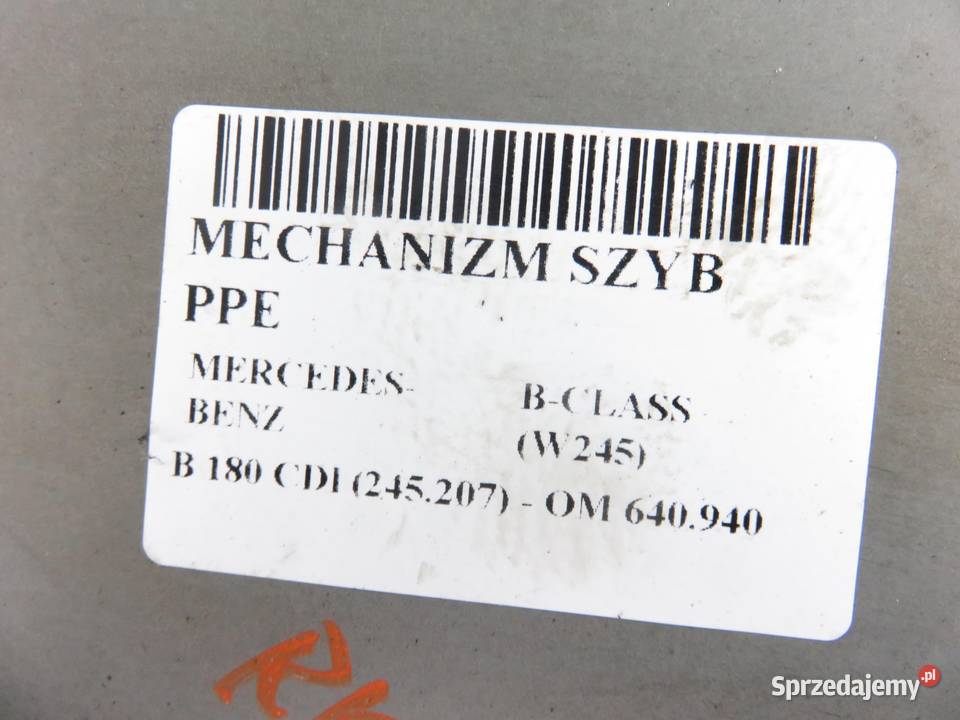 MECHANIZM SZYB
PPE
MERCEDES-
BENZ
B-CLASS
(W245)
B 180 CDI (245.207) - OM 640.940
Sprzedajemy.pl